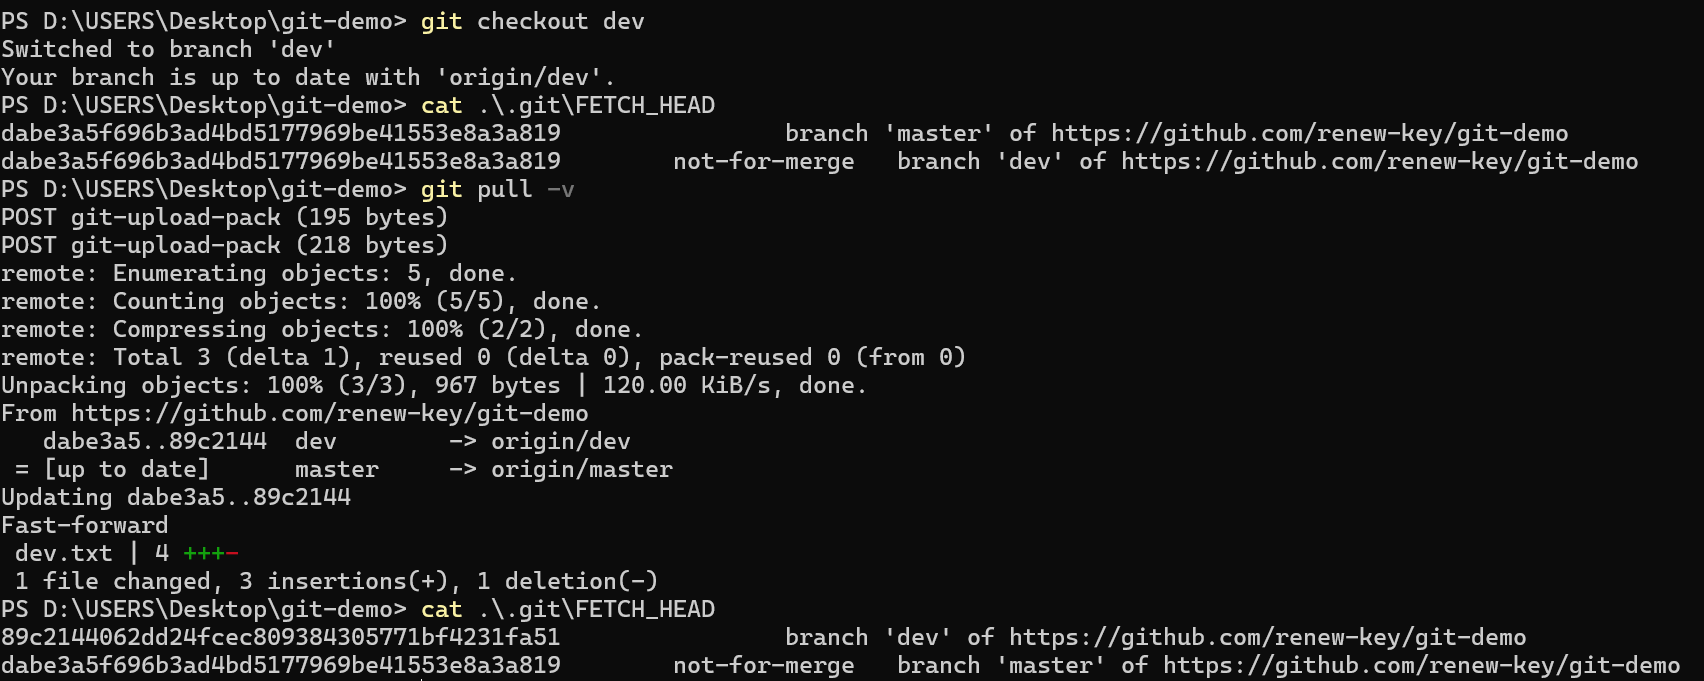 PS D:\USERS\Desktop\git-demo> git checkout dev
Switched to branch 'dev'
Your branch is up to date with 'origin/dev'.
PS D:\USERS\Desktop\git-demo> cat .\.git\FETCH_HEAD
dabe3a5f696b3ad4bd5177969be41553e8a3a819                branch 'master' of https://github.com/renew-key/git-demo
dabe3a5f696b3ad4bd5177969be41553e8a3a819        not-for-merge   branch 'dev' of https://github.com/renew-key/git-demo
PS D:\USERS\Desktop\git-demo> git pull -v
POST git-upload-pack (195 bytes)
POST git-upload-pack (218 bytes)
remote: Enumerating objects: 5, done.
remote: Counting objects: 100% (5/5), done.
remote: Compressing objects: 100% (2/2), done.
remote: Total 3 (delta 1), reused 0 (delta 0), pack-reused 0 (from 0)
Unpacking objects: 100% (3/3), 967 bytes | 120.00 KiB/s, done.
From https://github.com/renew-key/git-demo
   dabe3a5..89c2144  dev        -> origin/dev
 = [up to date]      master     -> origin/master
Updating dabe3a5..89c2144
Fast-forward
 dev.txt | 4 +++-
 1 file changed, 3 insertions(+), 1 deletion(-)
PS D:\USERS\Desktop\git-demo> cat .\.git\FETCH_HEAD
89c2144062dd24fcec809384305771bf4231fa51                branch 'dev' of https://github.com/renew-key/git-demo
dabe3a5f696b3ad4bd5177969be41553e8a3a819        not-for-merge   branch 'master' of https://github.com/renew-key/git-demo